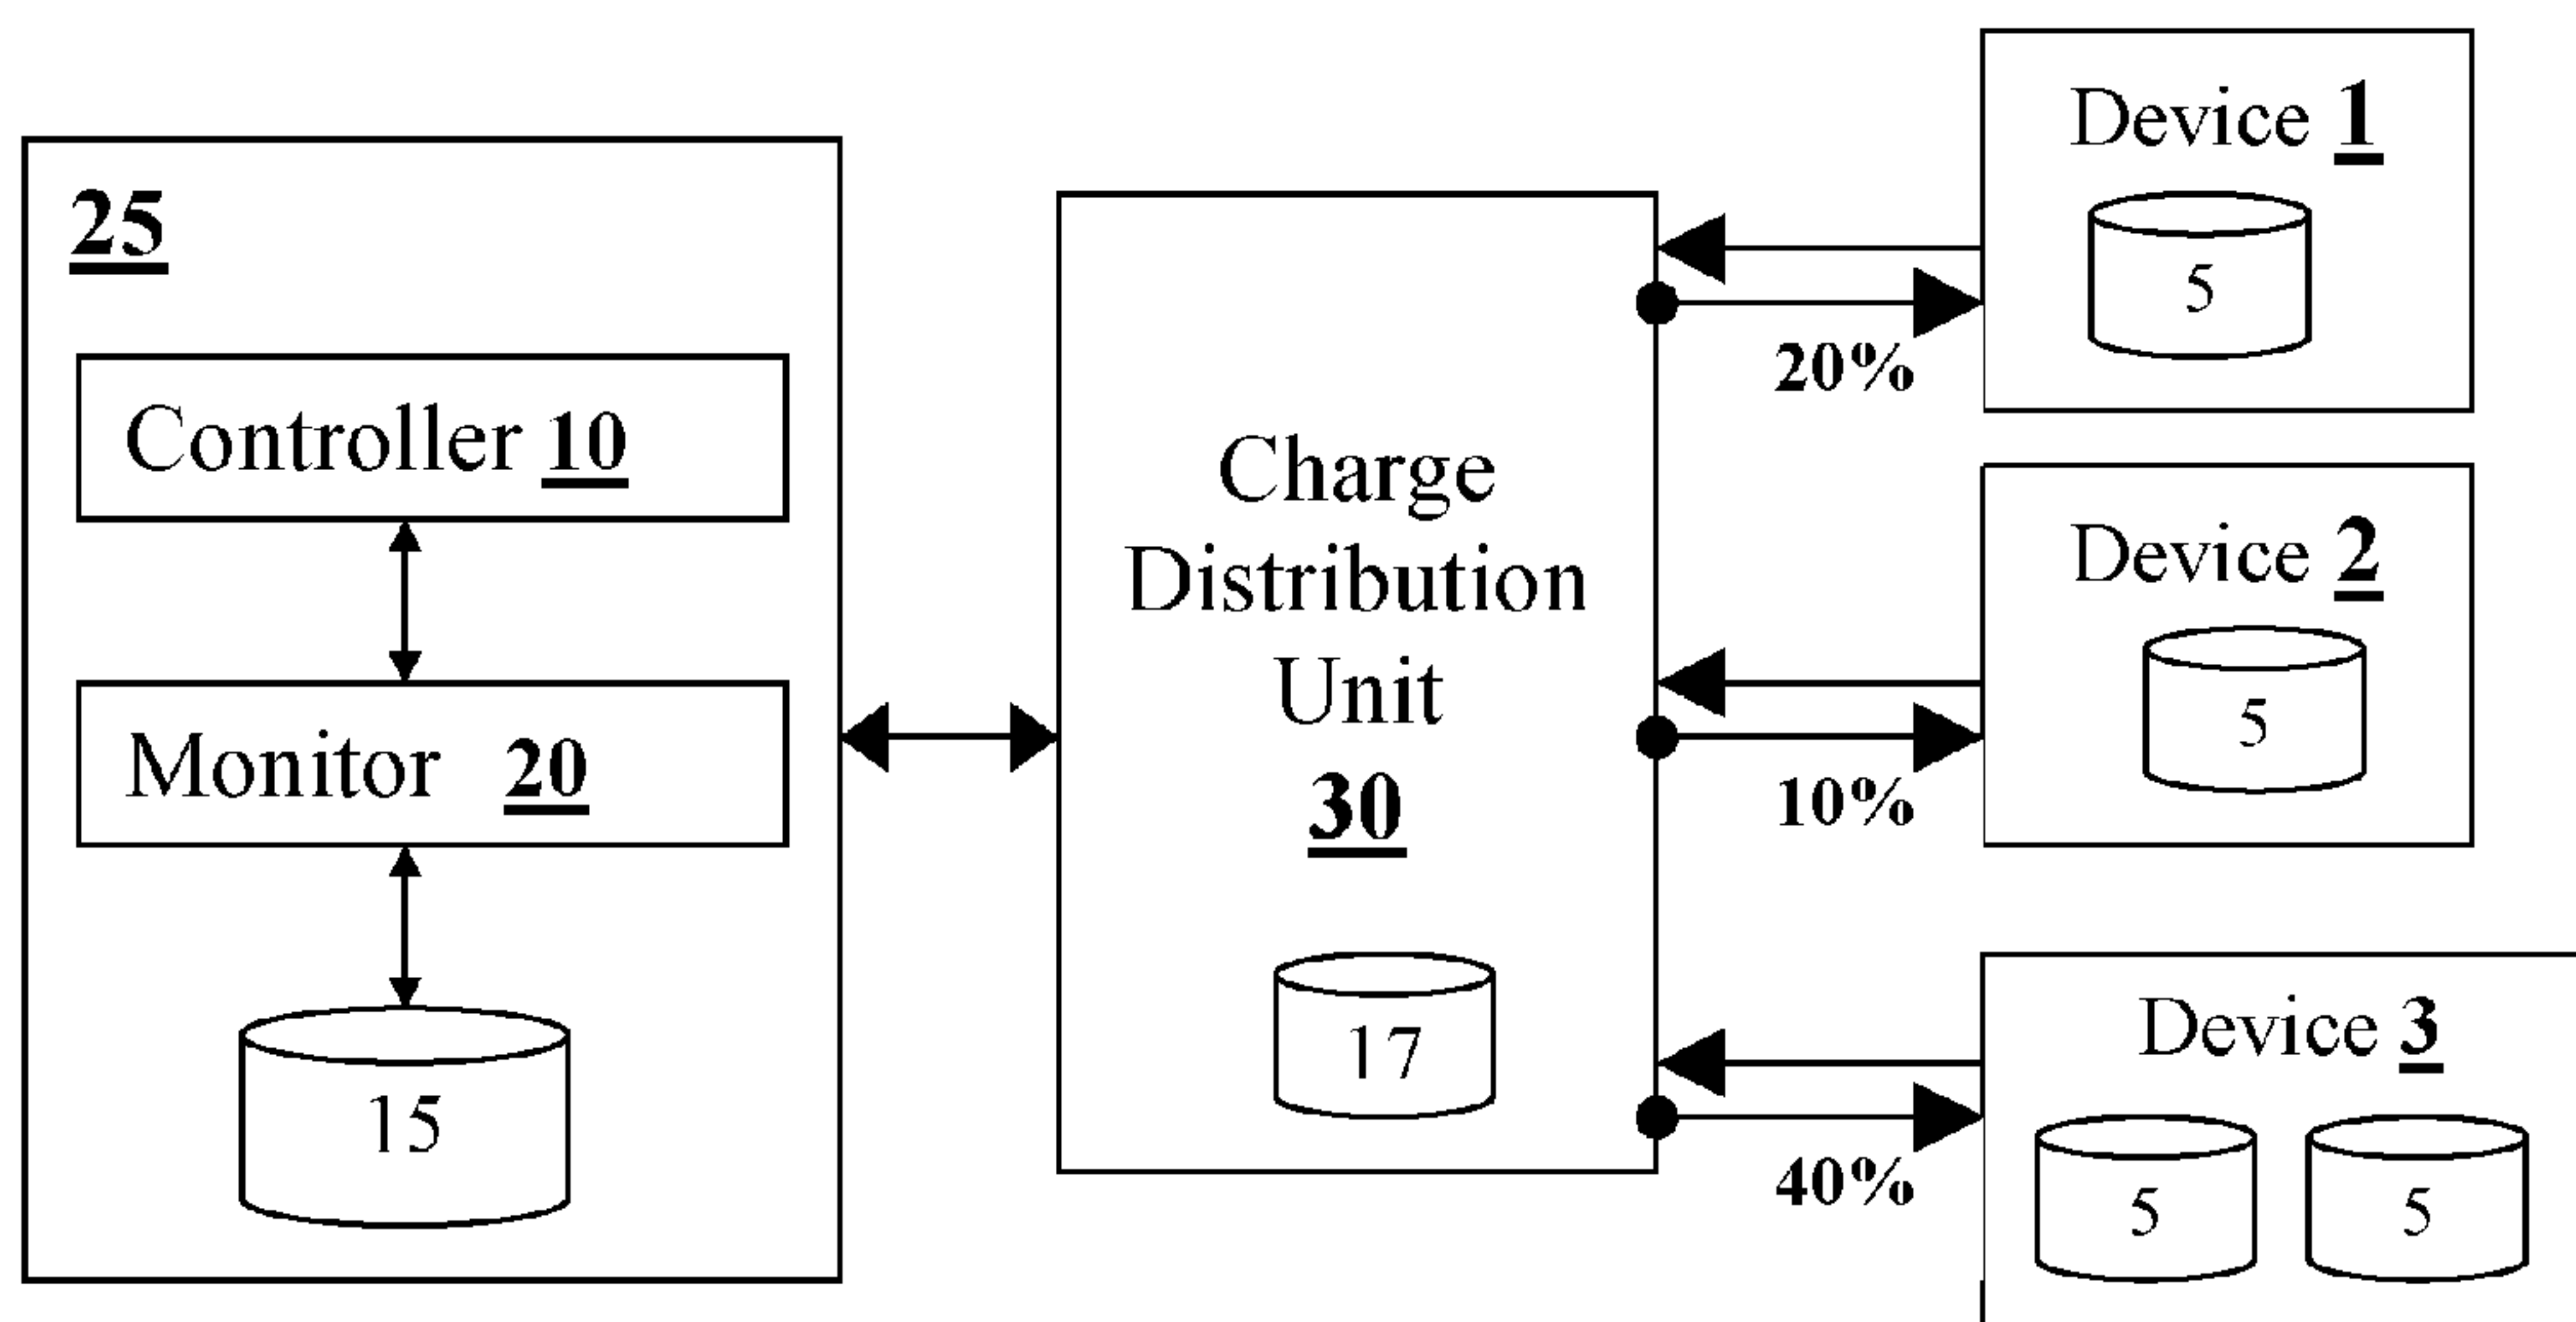 25
Controller 10
Monitor 20
15
Charge
Distribution
Unit
30
17
20%
10%
40%
Device 1
5
Device 2
5
Device 3
5 5